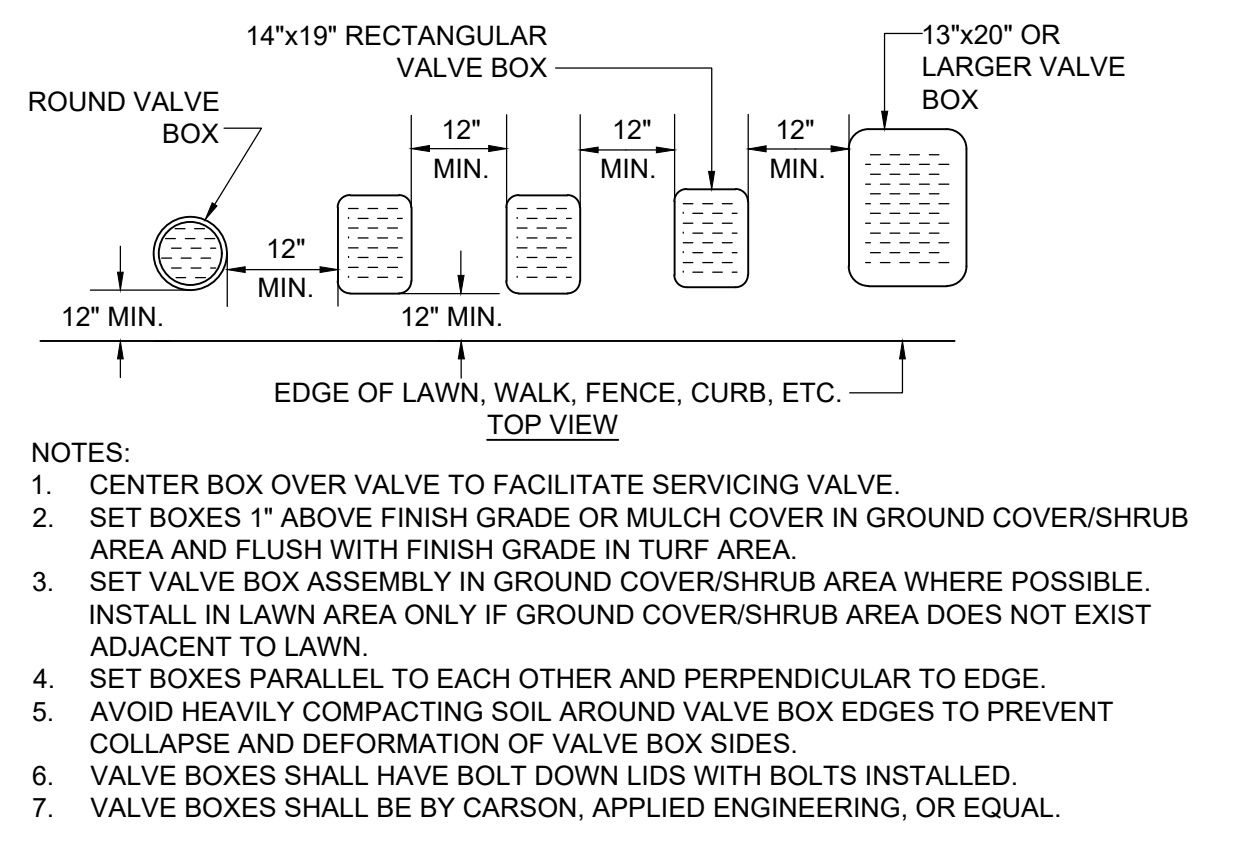 14"x19" RECTANGULAR
VALVE BOX
13"x20" OR
LARGER VALVE
BOX
ROUND VALVE
BOX
12"
MIN.
12"
MIN.
12"
MIN.
12"
MIN.
12" MIN.
12" MIN.
EDGE OF LAWN, WALK, FENCE, CURB, ETC.
TOP VIEW
NOTES:
1. CENTER BOX OVER VALVE TO FACILITATE SERVICING VALVE.
2. SET BOXES 1" ABOVE FINISH GRADE OR MULCH COVER IN GROUND COVER/SHRUB
AREA AND FLUSH WITH FINISH GRADE IN TURF AREA.
3. SET VALVE BOX ASSEMBLY IN GROUND COVER/SHRUB AREA WHERE POSSIBLE.
INSTALL IN LAWN AREA ONLY IF GROUND COVER/SHRUB AREA DOES NOT EXIST
ADJACENT TO LAWN.
4. SET BOXES PARALLEL TO EACH OTHER AND PERPENDICULAR TO EDGE.
5. AVOID HEAVILY COMPACTING SOIL AROUND VALVE BOX EDGES TO PREVENT
COLLAPSE AND DEFORMATION OF VALVE BOX SIDES.
6. VALVE BOXES SHALL HAVE BOLT DOWN LIDS WITH BOLTS INSTALLED.
7. VALVE BOXES SHALL BE BY CARSON, APPLIED ENGINEERING, OR EQUAL.